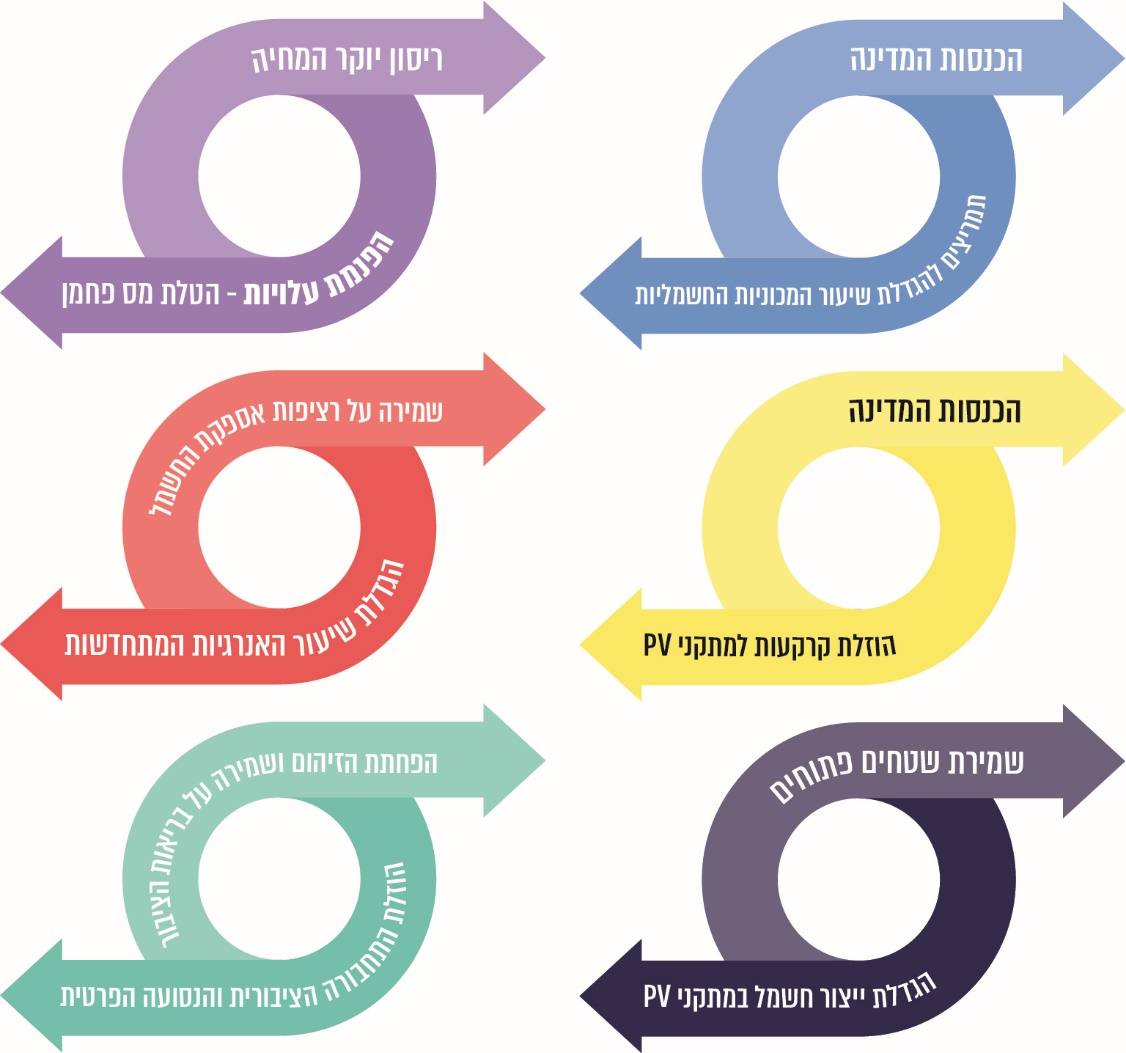 הכנסות המדינה
תמריצים להגדלת שיעור המכוניות החשמליות
ריסון יוקר המחיה
הפנמת עלויות - הטלת מס פחמן
הכנסות המדינה
הוזלת קרקעות למתקני PV
שמירה על רציפות אספקת החשמל
הגדלת שיעור האנרגיות המתחדשות
שמירת שטחים פתוחים
הגדלת ייצור חשמל במתקני PV
הפחתת הזיהום ושמירה על בריאות הציבור
הוזלת התחבורה הציבורית והנסועה הפרטית